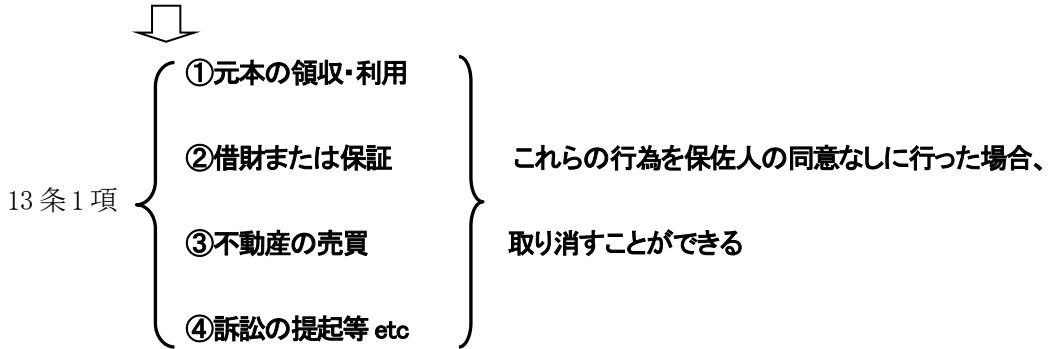 ①元本の領収・利用
②借財または保証
これらの行為を保佐人の同意なしに行った場合、
13条1項
③不動産の売買
取り消すことができる
④訴訟の提起等 etc